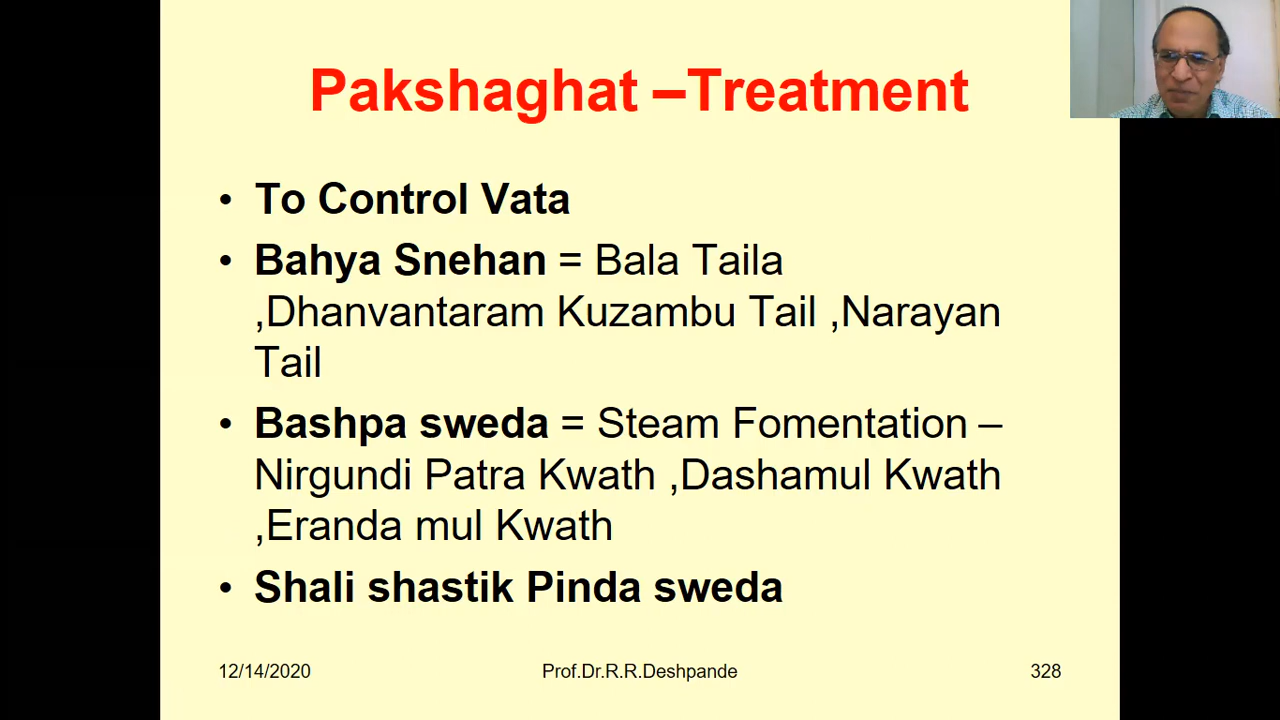 Pakshaghat –Treatment
• To Control Vata
• Bahya Snehan = Bala Taila
,Dhanvantaram Kuzambu Tail ,Narayan
Tail
• Bashpa sweda = Steam Fomentation –
Nirgundi Patra Kwath ,Dashamul Kwath
,Eranda mul Kwath
• Shali shastik Pinda sweda
12/14/2020 Prof.Dr.R.R.Deshpande 328